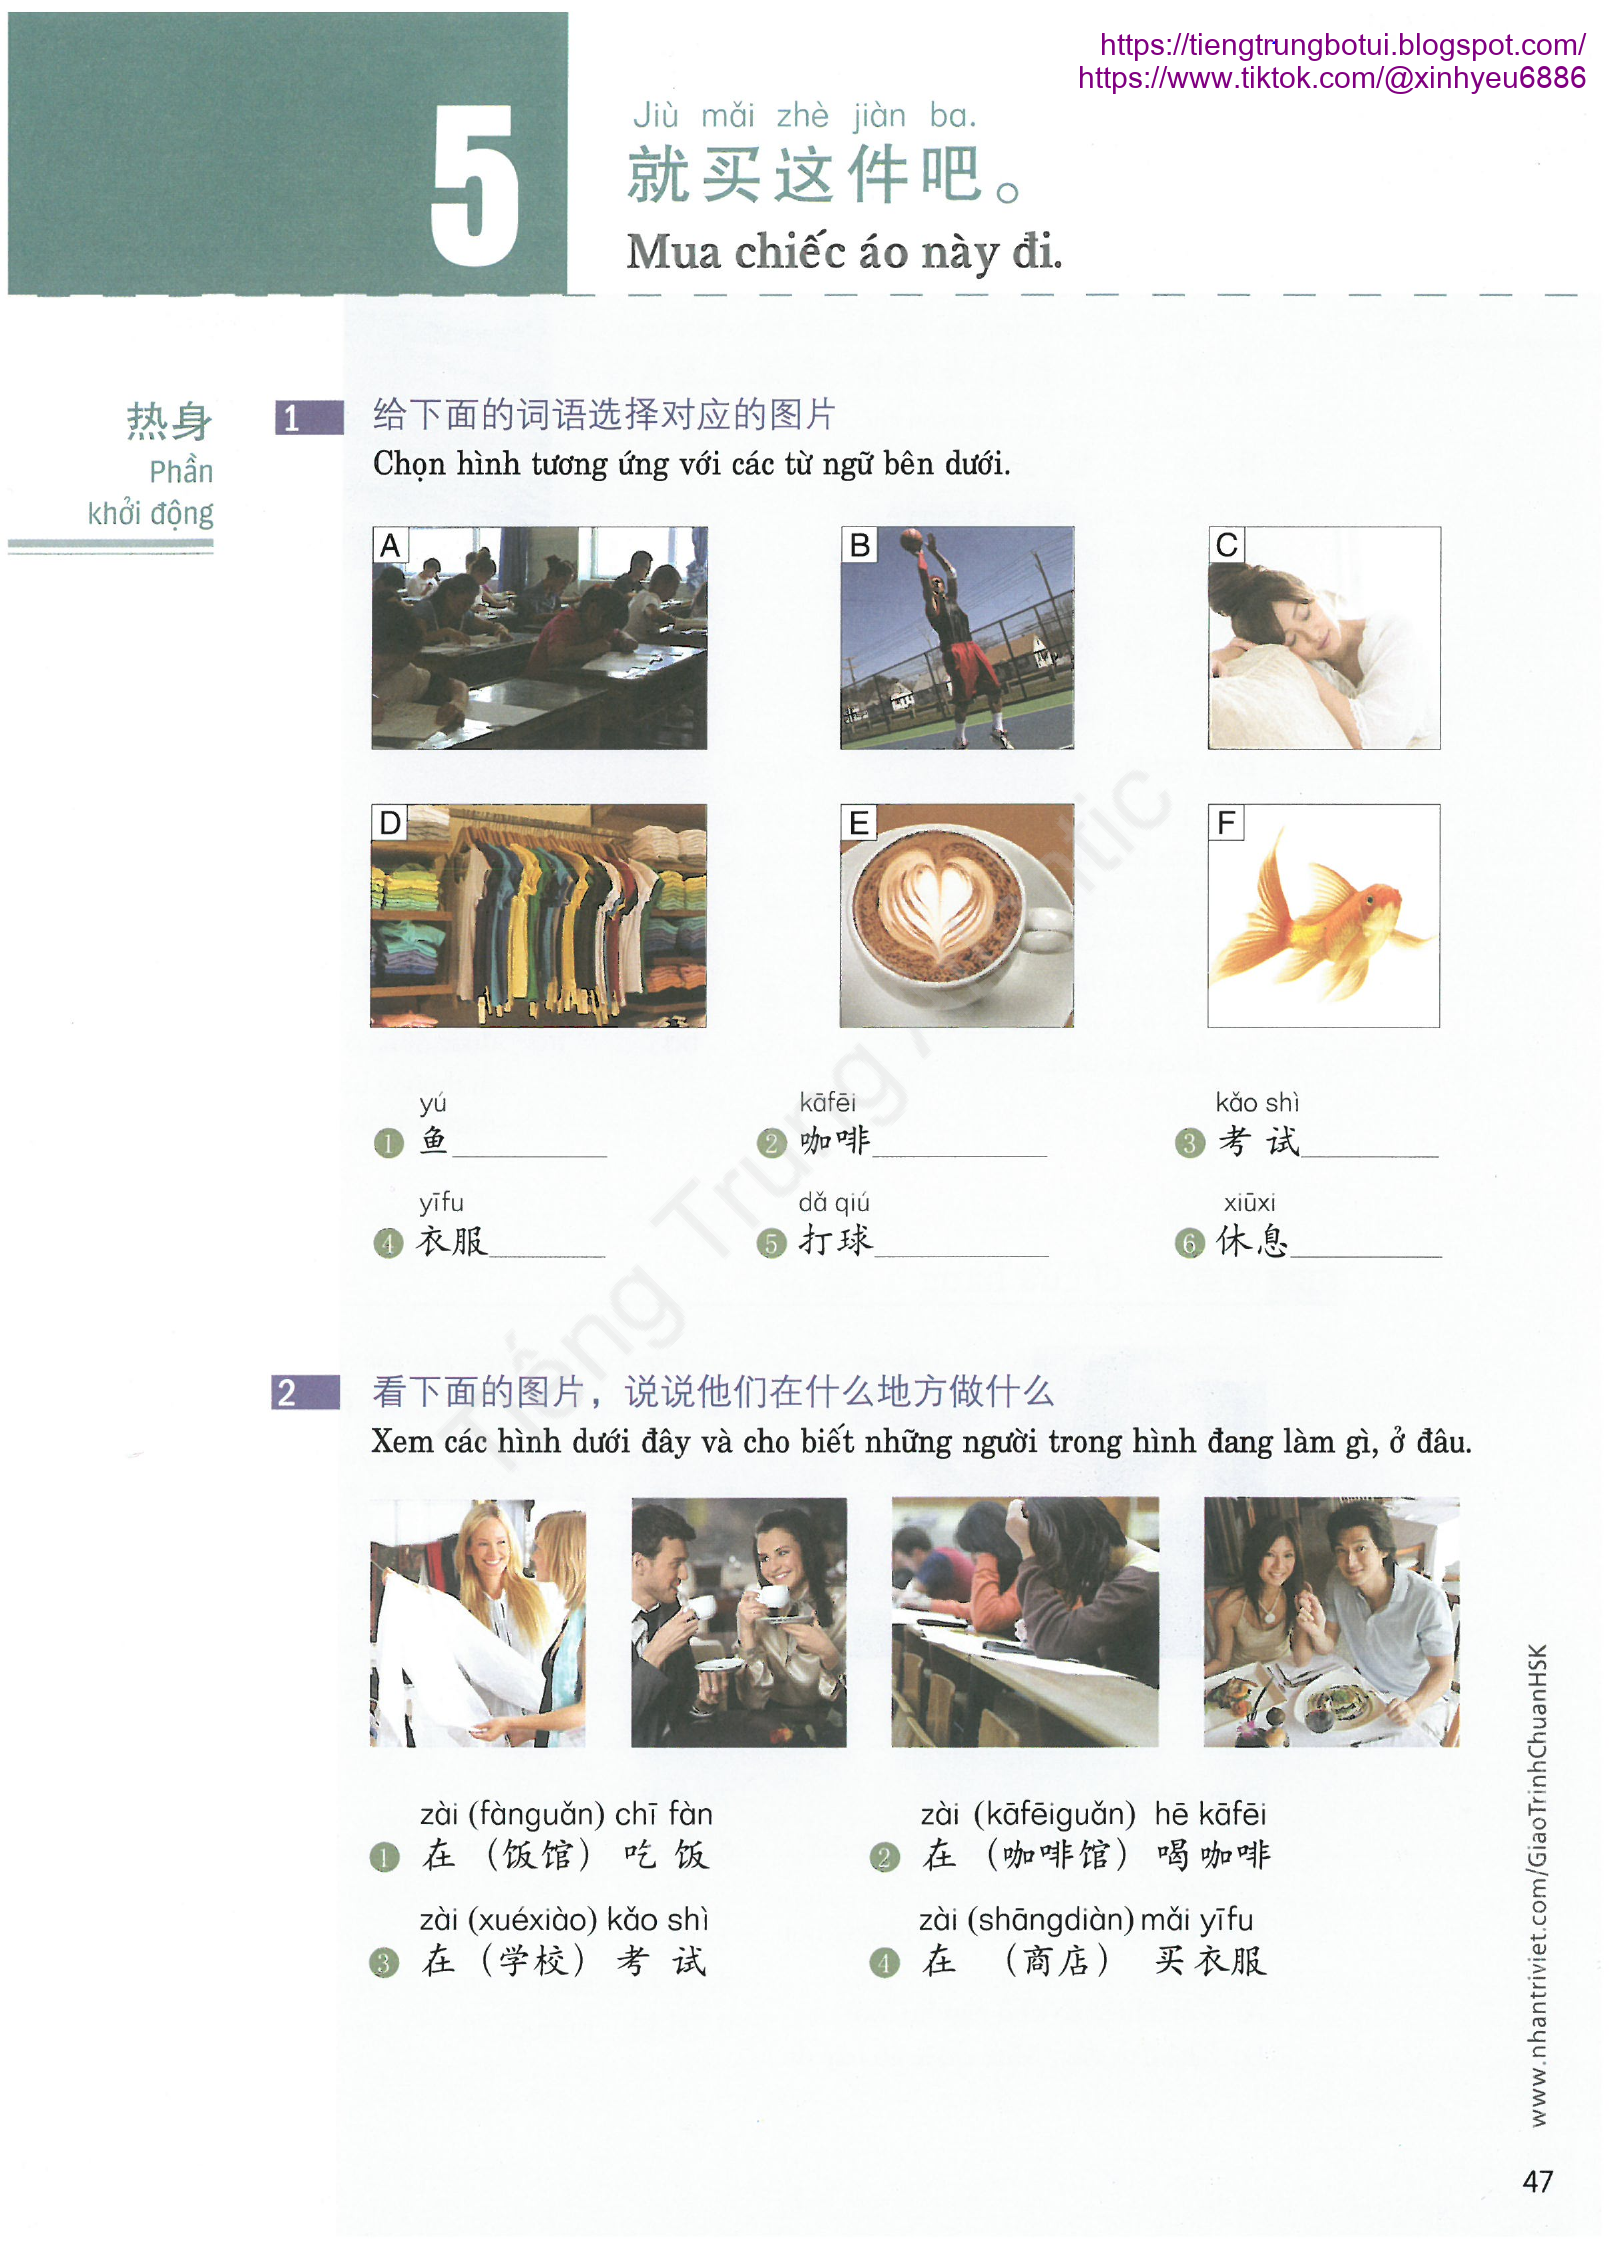 https://tiengtrungbotui.blogspot.com/
https://www.tiktok.com/@xinhyeu6886
5
Jiù mǎi zhè jiàn ba.
就买这件吧。
Mua chiếc áo này đi.
热身
Phần
khởi động
1 给下面的词语选择对应的图片
Chọn hình tương ứng với các từ ngữ bên dưới.
A B C
D E F
yú kāfēi kǎo shì
1 鱼 2 咖啡 3 考试
yīfu dǎ qiú xiūxi
4 衣服 5 打球 6 休息
2 看下面的图片，说说他们在什么地方做什么
Xem các hình dưới đây và cho biết những người trong hình đang làm gì, ở đâu.
zài (fànguǎn) chī fàn zài (kāfēiguǎn) hē kāfēi
1 在（饭馆）吃饭 2 在（咖啡馆）喝咖啡
zài (xuéxiào) kǎo shì zài (shāngdiàn) mǎi yīfu
3 在（学校）考试 4 在（商店）买衣服
www.nhantriviet.com/GiaoTrinhChuanHSK
47